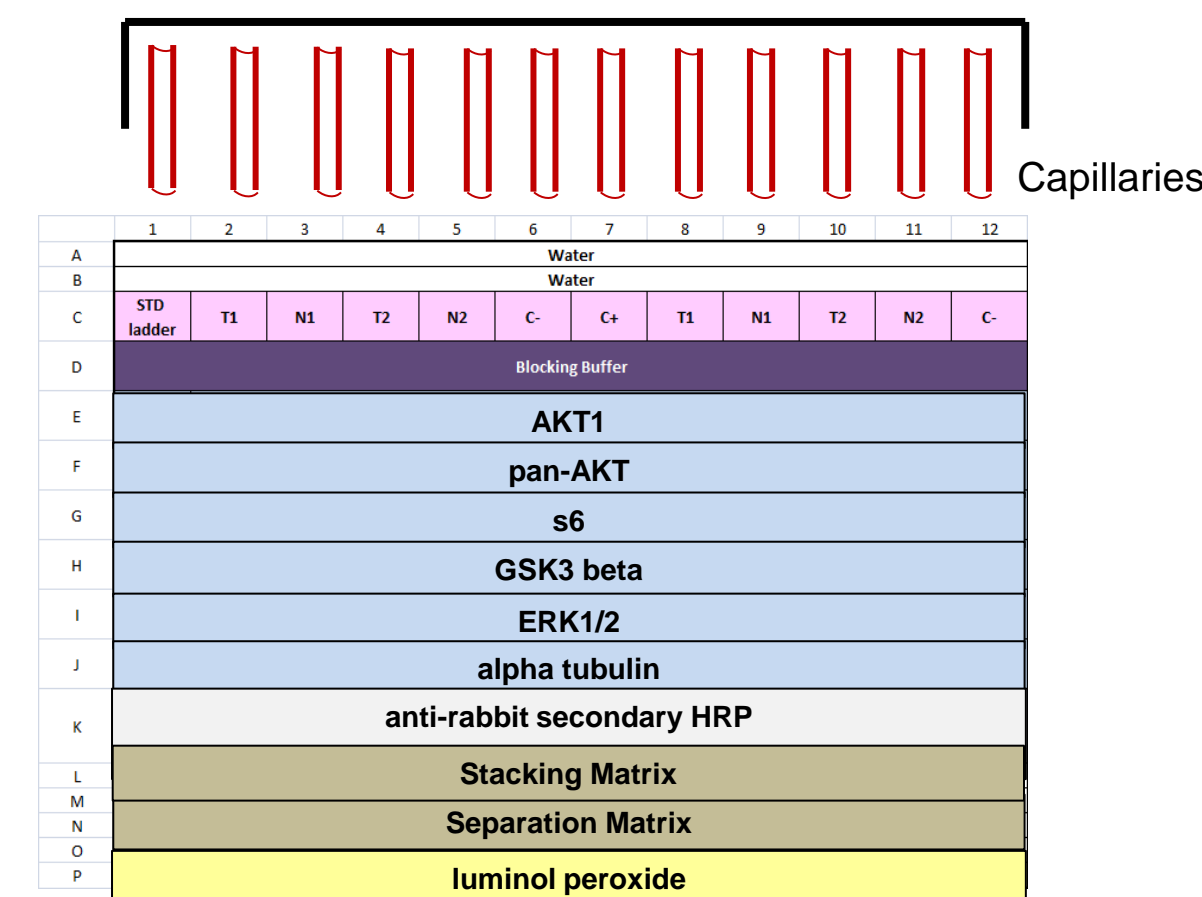 Capillaries
1 2 3 4 5 6 7 8 9 10 11 12
A Water
B Water
C STD ladder T1 N1 T2 N2 C- C+ T1 N1 T2 N2 C-
D Blocking Buffer
E AKT1
F pan-AKT
G s6
H GSK3 beta
I ERK1/2
J alpha tubulin
K anti-rabbit secondary HRP
L Stacking Matrix
M
N Separation Matrix
O
P luminol peroxide